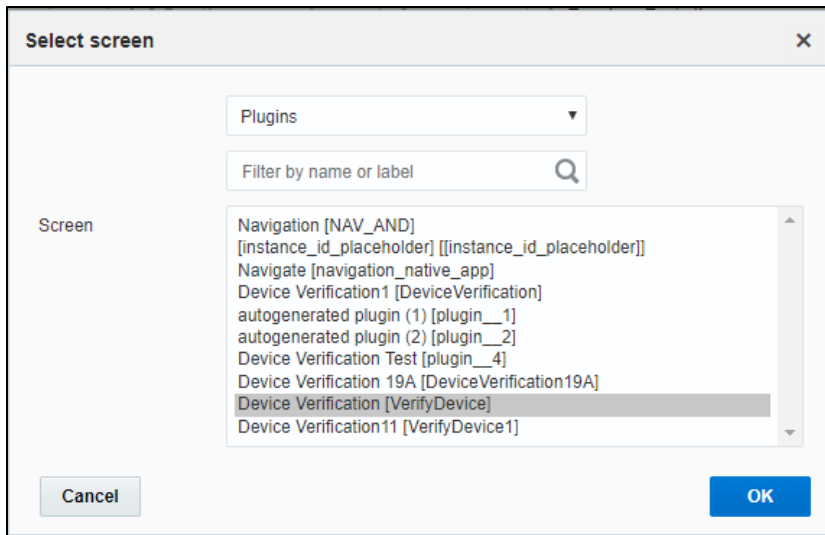 Select screen
Plugins
Filter by name or label
Screen
Navigation [NAV_AND]
[instance_id_placeholder] [[instance_id_placeholder]]
Navigate [navigation_native_app]
Device Verification1 [DeviceVerification]
autogenerated plugin (1) [plugin__1]
autogenerated plugin (2) [plugin__2]
Device Verification Test [plugin__4]
Device Verification 19A [DeviceVerification19A]
Device Verification [VerifyDevice]
Device Verification11 [VerifyDevice1]
Cancel
OK